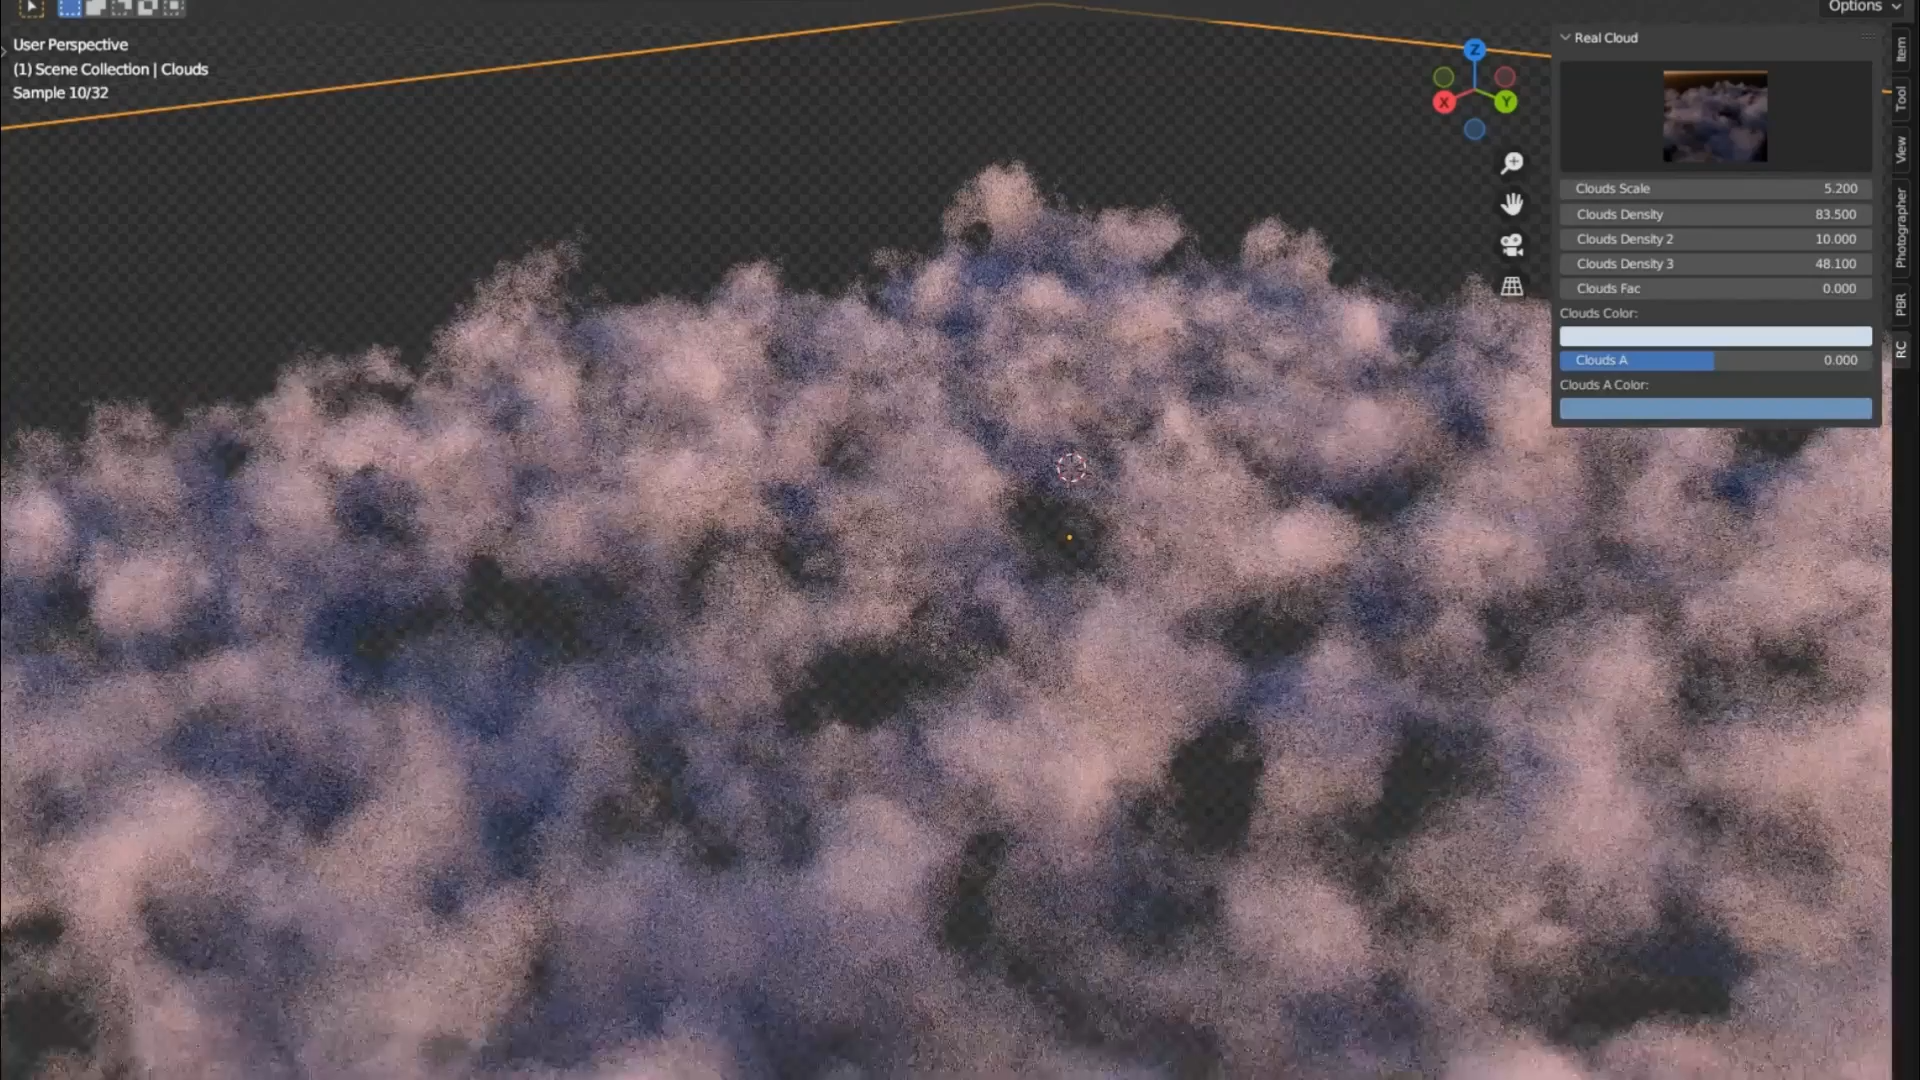 Options
User Perspective
(1) Scene Collection | Clouds
Sample 10/32
Z
X
Y
Real Cloud
Clouds Scale 5.200
Clouds Density 83.500
Clouds Density 2 10.000
Clouds Density 3 48.100
Clouds Fac 0.000
Clouds Color:
Clouds A 0.000
Clouds A Color:
Item
Tool
View
Photographer
PBR
RC